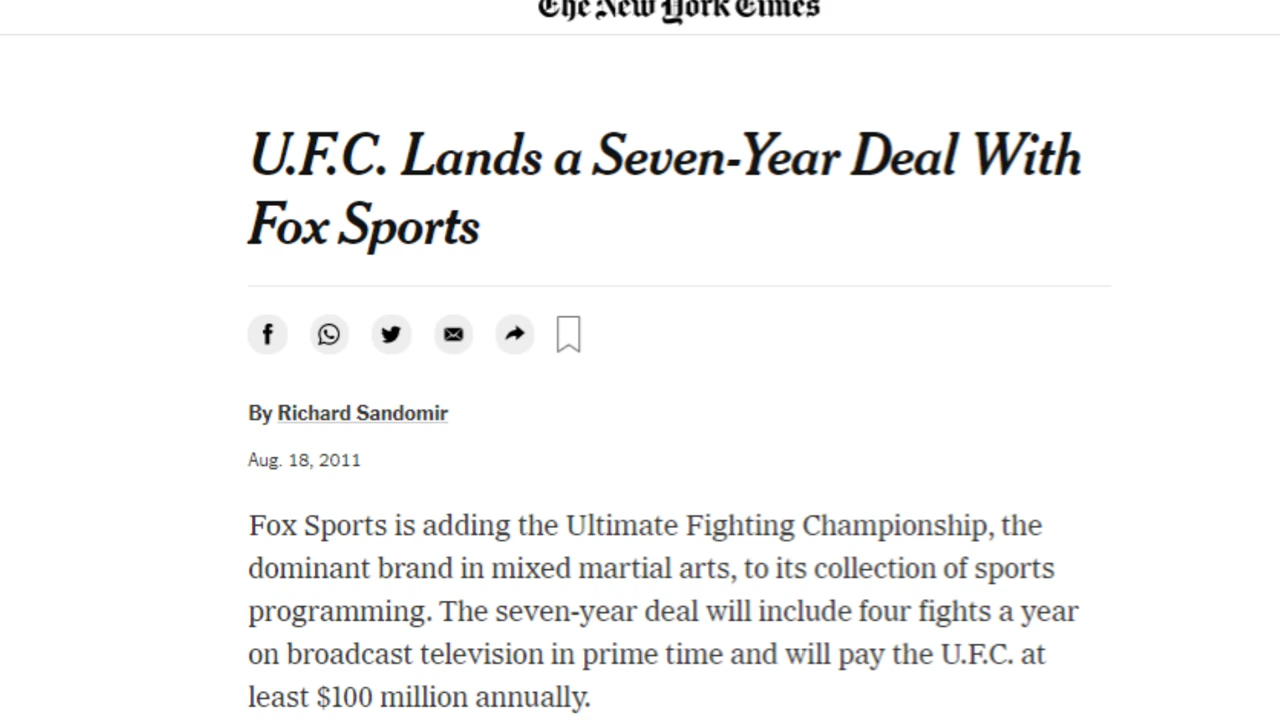 The New York Times
U.F.C. Lands a Seven-Year Deal With
Fox Sports
By Richard Sandomir
Aug. 18, 2011
Fox Sports is adding the Ultimate Fighting Championship, the
dominant brand in mixed martial arts, to its collection of sports
programming. The seven-year deal will include four fights a year
on broadcast television in prime time and will pay the U.F.C. at
least $100 million annually.